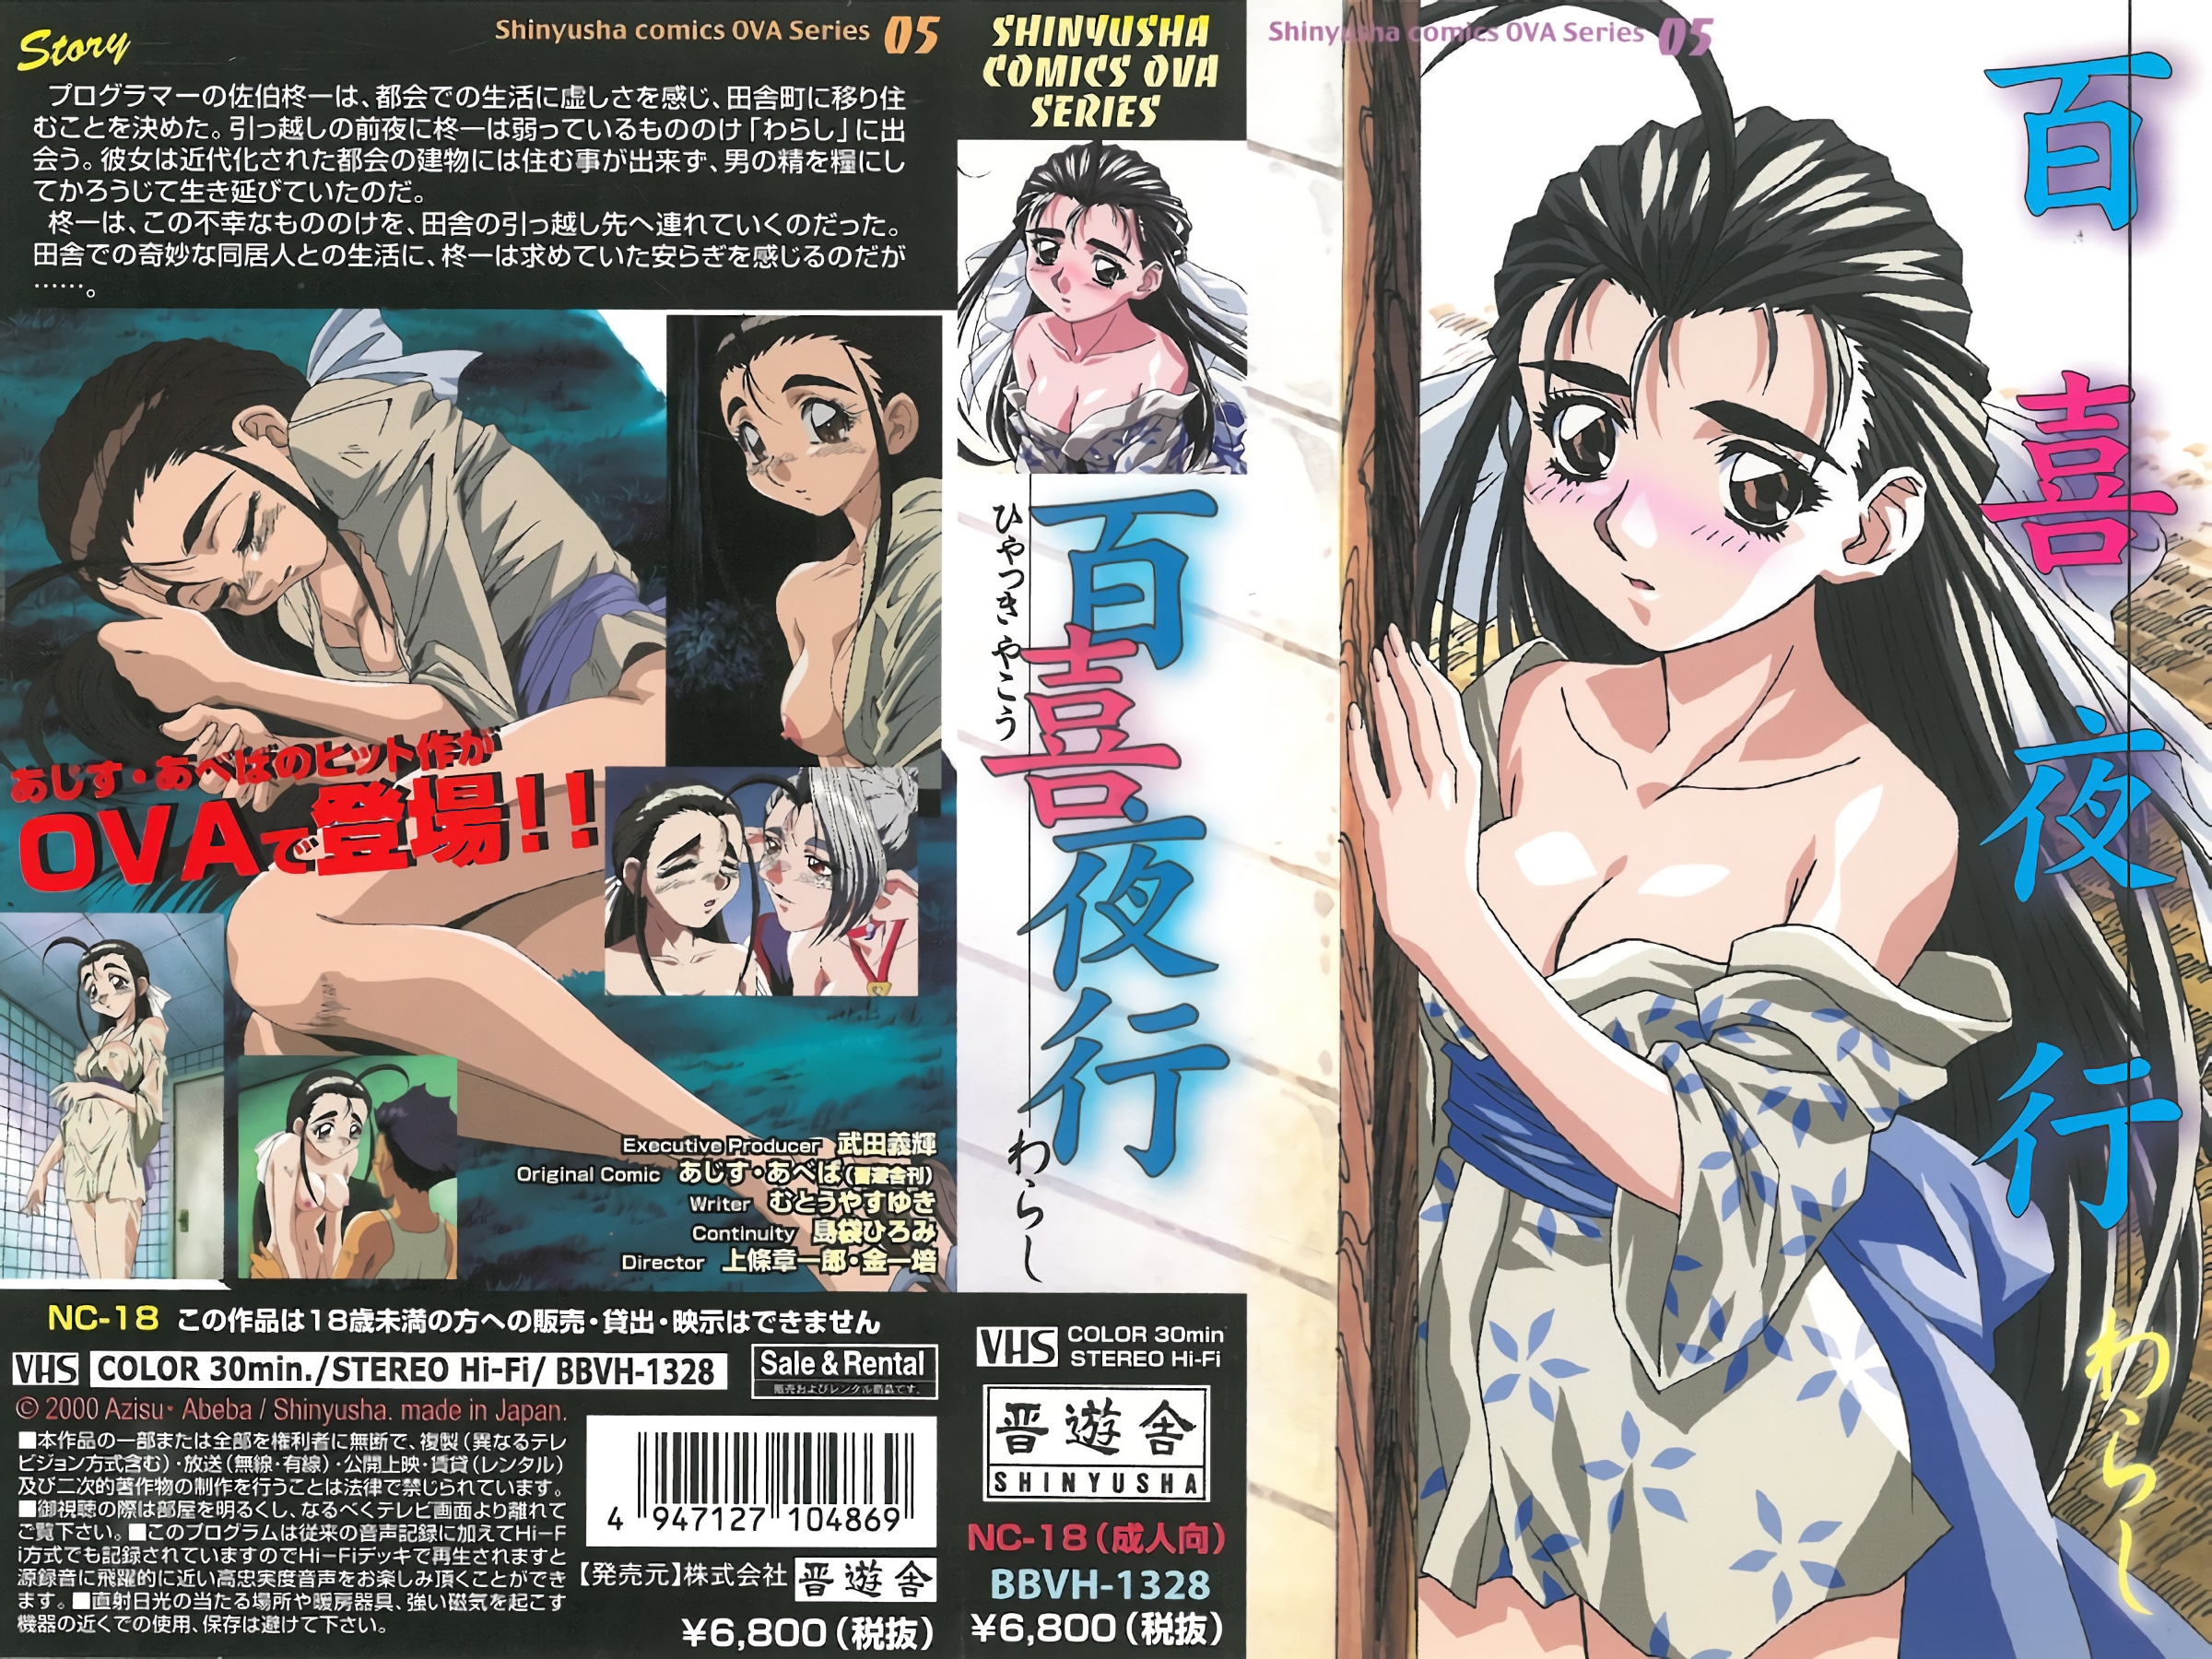 Story
Shinyusha comics OVA Series 05
プログラマーの佐伯柊一は、都会での生活に虚しさを感じ、田舎町に移り住
むことを決めた。引っ越しの前夜に柊一は弱っているもののけ「わらし」に出
会う。彼女は近代化された都会の建物には住む事が出来ず、男の精を糧にし
てかろうじて生き延びていたのだ。
柊一は、この不幸なもののけを、田舎の引っ越し先へ連れていくのだった。
田舎での奇妙な同居人との生活に、柊一は求めていた安らぎを感じるのだが
……。
あじす・あべばのヒット作が
OVAで登場!!
Executive Producer 武田義輝
Original Comic あじす・あべば(晋遊舎刊)
Writer むとうやすゆき
Continuity 島袋ひろみ
Director 上條章一郎・金一培
NC-18 この作品は18歳未満の方への販売・貸出・映示はできません
VHS COLOR 30min./STEREO Hi-Fi/ BBVH-1328
Sale & Rental
販売およびレンタル商品です。
© 2000 Azisu・Abeba / Shinyusha. made in Japan.
■本作品の一部または全部を権利者に無断で、複製(異なるテレ
ビジョン方式含む)・放送(無線・有線)・公開上映・賃貸(レンタル)
及び二次的著作物の制作を行うことは法律で禁じられています。
■御視聴の際は部屋を明るくし、なるべくテレビ画面より離れて
ご覧下さい。■このプログラムは従来の音声記録に加えてHi-F
i方式でも記録されていますのでHi-Fiデッキで再生されますと
源録音に飛躍的に近い高忠実度音声をお楽しみ頂くことができ
ます。■直射日光の当たる場所や暖房器具、強い磁気を起こす
機器の近くでの使用、保存は避けて下さい。
4 947127 104869
【発売元】株式会社 晋遊舎
¥6,800(税抜)
SHINYUSHA
COMICS OVA
SERIES
百喜夜行
ひやつき やこう
わらし
VHS COLOR 30min
STEREO Hi-Fi
晋遊舎
SHINYUSHA
NC-18(成人向)
BBVH-1328
¥6,800(税抜)
Shinyusha comics OVA Series 05
百喜夜行
わらし